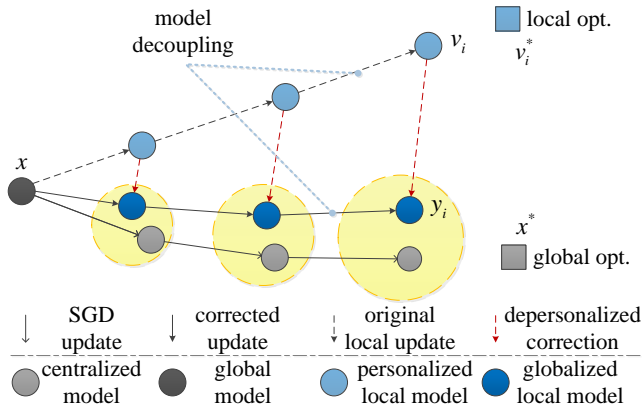 model
decoupling
v_i
local opt.
v_i^*
x
y_i
x^*
global opt.
SGD
update
corrected
update
original
local update
depersonalized
correction
centralized
model
global
model
personalized
local model
globalized
local model